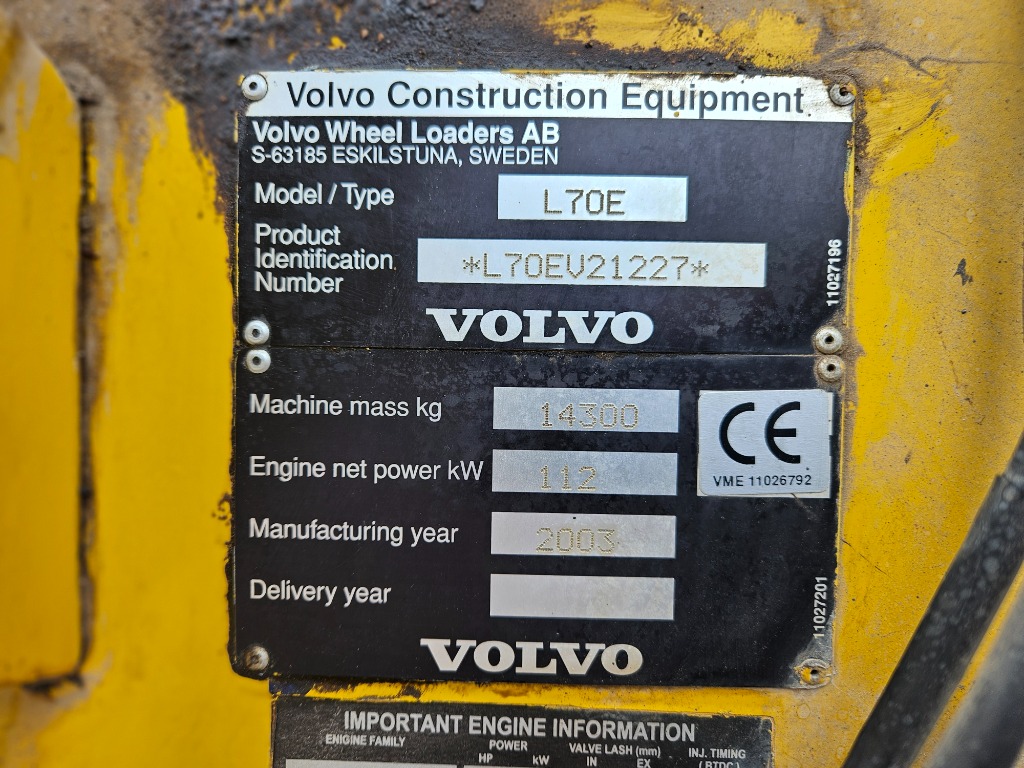 Volvo Construction Equipment
Volvo Wheel Loaders AB
S-63185 ESKILSTUNA, SWEDEN
Model / Type L70E
Product
Identification
Number
*L70EV21227*
11027196
VOLVO
Machine mass kg 14300
CE
VME 11026792
Engine net power kW 112
Manufacturing year 2003
Delivery year
11027201
VOLVO
IMPORTANT ENGINE INFORMATION
ENIGINE FAMILY POWER VALVE LASH (mm) INJ. TIMING
HP kW IN EX (BTDC)